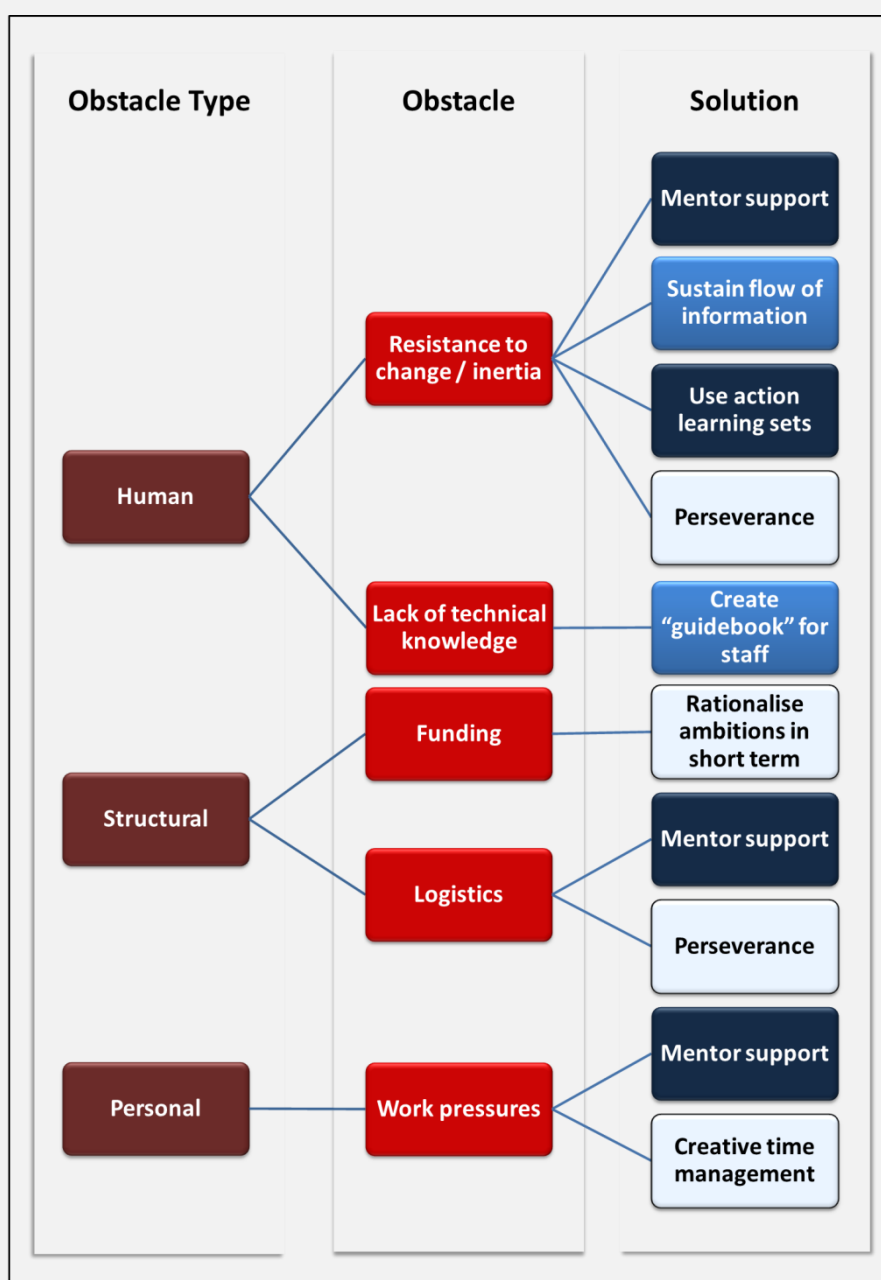 Obstacle Type
Obstacle
Solution
Human
Resistance to
change / inertia
Mentor support
Sustain flow of
information
Use action
learning sets
Perseverance
Lack of technical
knowledge
Create
“guidebook” for
staff
Structural
Funding
Rationalise
ambitions in
short term
Logistics
Mentor support
Perseverance
Personal
Work pressures
Mentor support
Creative time
management